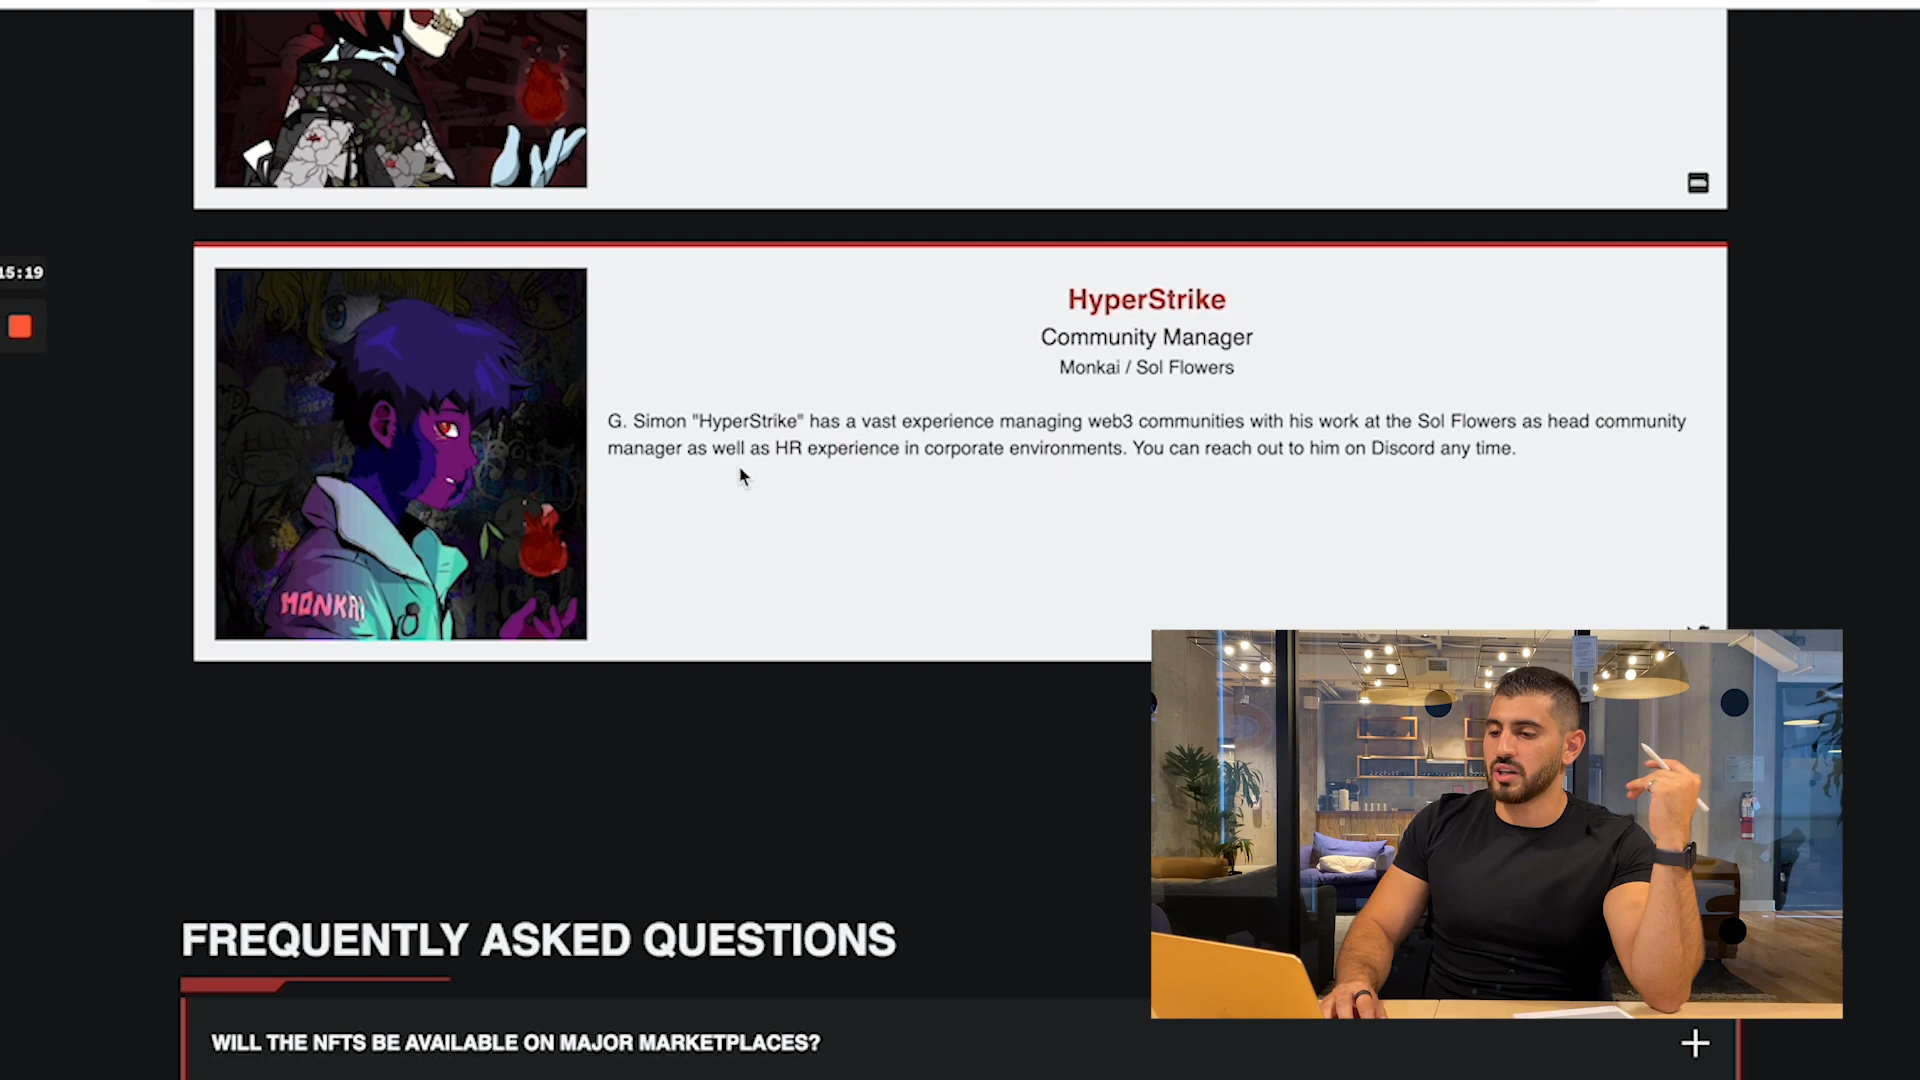 15:19
HyperStrike
Community Manager
Monkai / Sol Flowers
G. Simon "HyperStrike" has a vast experience managing web3 communities with his work at the Sol Flowers as head community
manager as well as HR experience in corporate environments. You can reach out to him on Discord any time.
MONKAI
FREQUENTLY ASKED QUESTIONS
WILL THE NFTS BE AVAILABLE ON MAJOR MARKETPLACES?